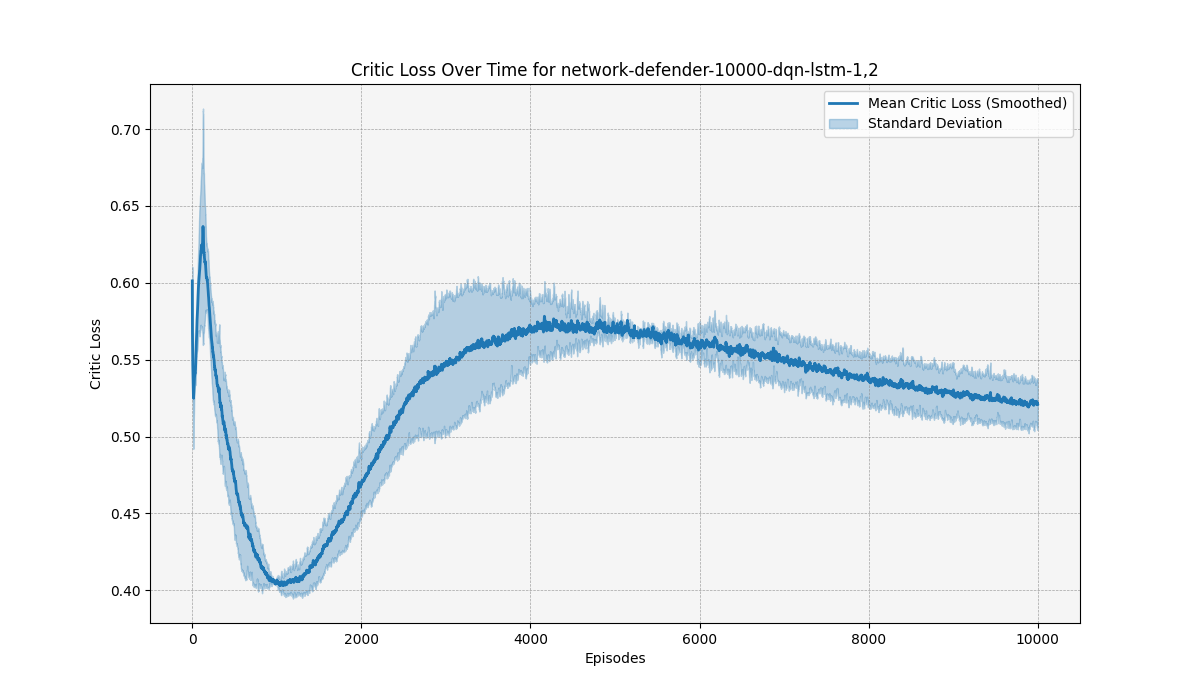 Critic Loss Over Time for network-defender-10000-dqn-lstm-1,2
Mean Critic Loss (Smoothed)
Standard Deviation
Critic Loss
0.70
0.65
0.60
0.55
0.50
0.45
0.40
0 2000 4000 6000 8000 10000
Episodes